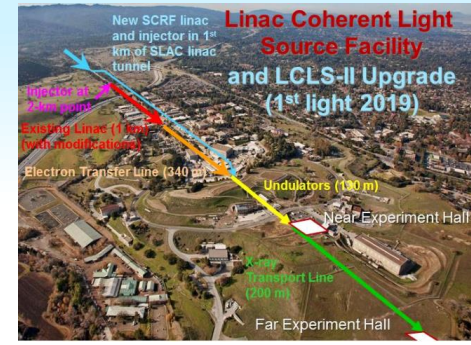 Linac Coherent Light
Source Facility
and LCLS-II Upgrade
(1st light 2019)
New SCRF linac
and injector in 1st
km of SLAC linac
tunnel
Injector at
2-km point
Existing Linac (1 km)
(with modifications)
Electron Transfer Line (340 m)
Undulators (130 m)
Near Experiment Hall
X-ray
Transport Line
(200 m)
Far Experiment Hall